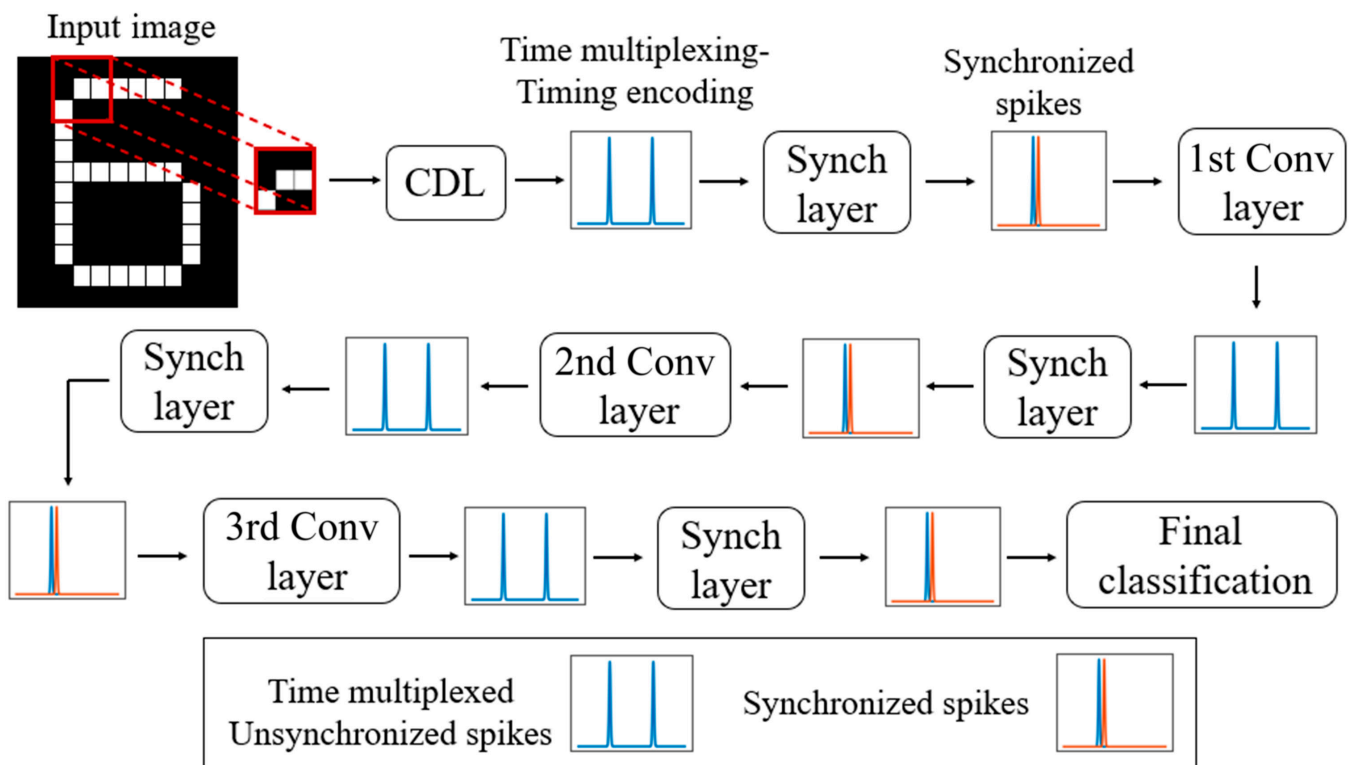 Input image
Time multiplexing-
Timing encoding
Synchronized
spikes
CDL
Synch
layer
1st Conv
layer
Synch
layer
2nd Conv
layer
Synch
layer
3rd Conv
layer
Synch
layer
Final
classification
Time multiplexed
Unsynchronized spikes
Synchronized spikes